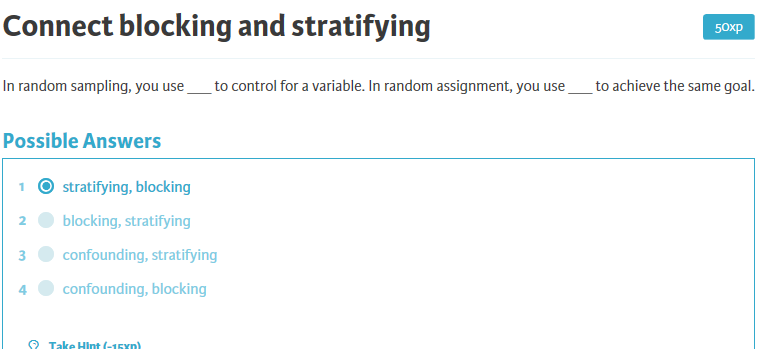 Connect blocking and stratifying
50xp
In random sampling, you use ___ to control for a variable. In random assignment, you use ___ to achieve the same goal.
Possible Answers
1 stratifying, blocking
2 blocking, stratifying
3 confounding, stratifying
4 confounding, blocking
Take Hint (-15xp)